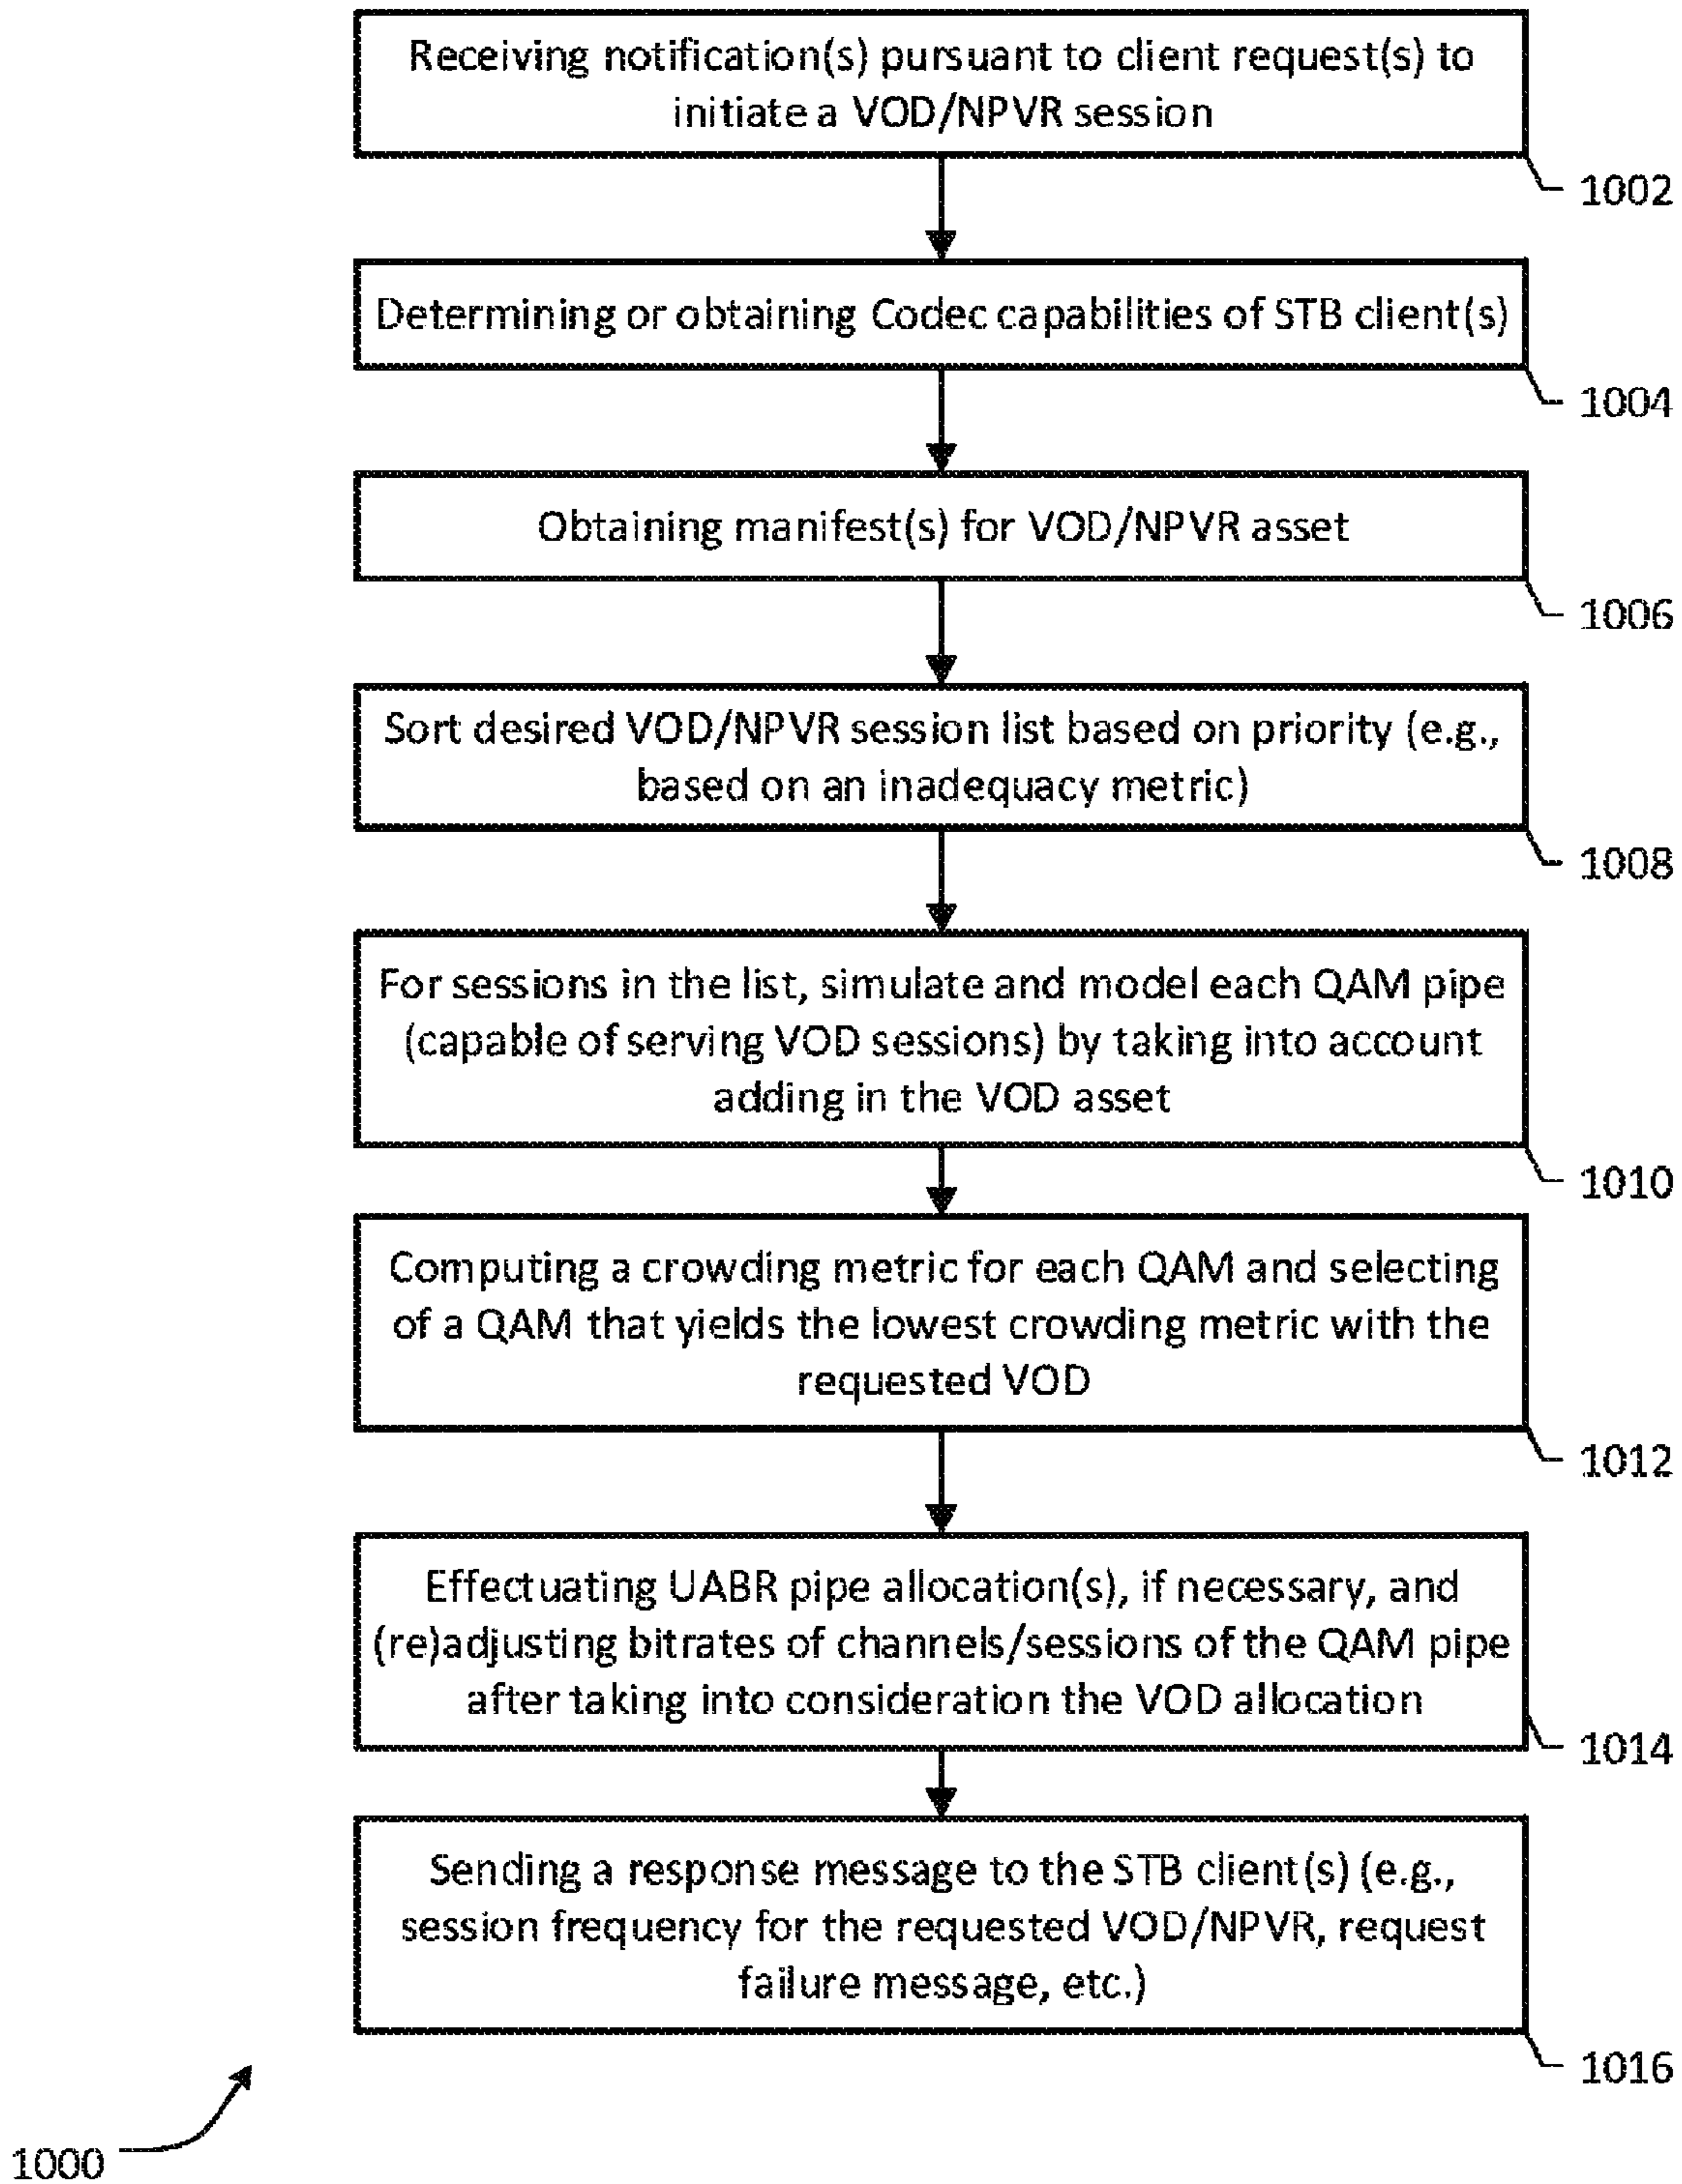 Receiving notification(s) pursuant to client request(s) to
initiate a VOD/NPVR session
1002
Determining or obtaining Codec capabilities of STB client(s)
1004
Obtaining manifest(s) for VOD/NPVR asset
1006
Sort desired VOD/NPVR session list based on priority (e.g.,
based on an inadequacy metric)
1008
For sessions in the list, simulate and model each QAM pipe
(capable of serving VOD sessions) by taking into account
adding in the VOD asset
1010
Computing a crowding metric for each QAM and selecting
of a QAM that yields the lowest crowding metric with the
requested VOD
1012
Effectuating UABR pipe allocation(s), if necessary, and
(re)adjusting bitrates of channels/sessions of the QAM pipe
after taking into consideration the VOD allocation
1014
Sending a response message to the STB client(s) (e.g.,
session frequency for the requested VOD/NPVR, request
failure message, etc.)
1016
1000